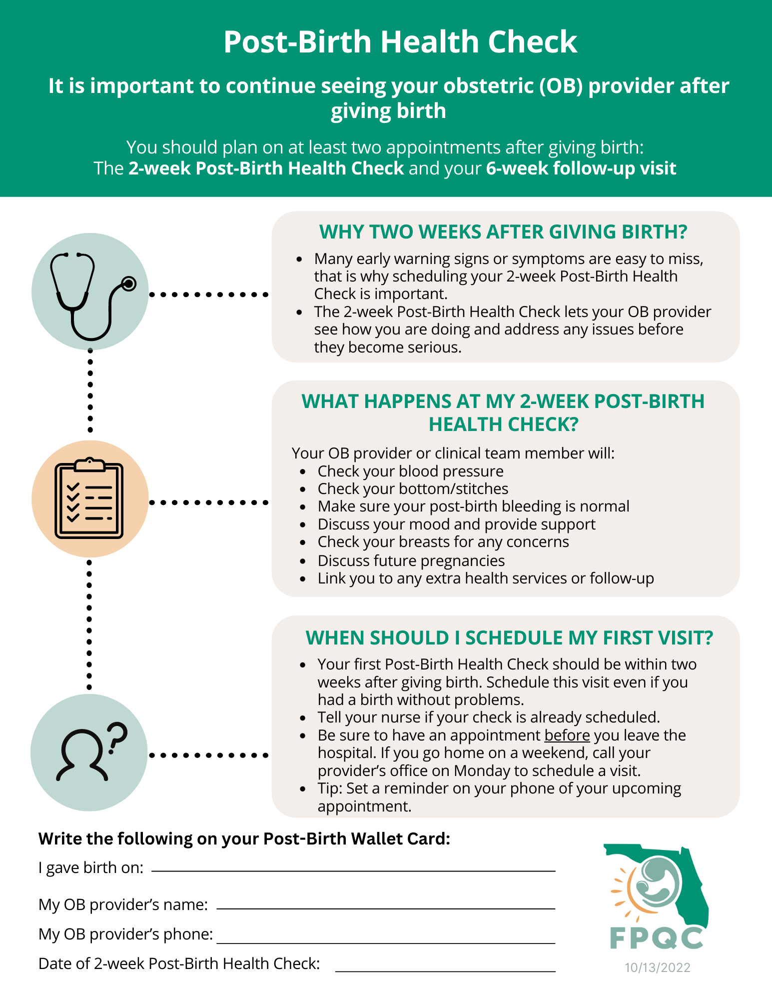 Post-Birth Health Check
It is important to continue seeing your obstetric (OB) provider after
giving birth
You should plan on at least two appointments after giving birth:
The 2-week Post-Birth Health Check and your 6-week follow-up visit
WHY TWO WEEKS AFTER GIVING BIRTH?
• Many early warning signs or symptoms are easy to miss,
that is why scheduling your 2-week Post-Birth Health
Check is important.
• The 2-week Post-Birth Health Check lets your OB provider
see how you are doing and address any issues before
they become serious.
WHAT HAPPENS AT MY 2-WEEK POST-BIRTH
HEALTH CHECK?
Your OB provider or clinical team member will:
• Check your blood pressure
• Check your bottom/stitches
• Make sure your post-birth bleeding is normal
• Discuss your mood and provide support
• Check your breasts for any concerns
• Discuss future pregnancies
• Link you to any extra health services or follow-up
WHEN SHOULD I SCHEDULE MY FIRST VISIT?
• Your first Post-Birth Health Check should be within two
weeks after giving birth. Schedule this visit even if you
had a birth without problems.
• Tell your nurse if your check is already scheduled.
• Be sure to have an appointment before you leave the
hospital. If you go home on a weekend, call your
provider’s office on Monday to schedule a visit.
• Tip: Set a reminder on your phone of your upcoming
appointment.
Write the following on your Post-Birth Wallet Card:
I gave birth on:
My OB provider’s name:
My OB provider’s phone:
Date of 2-week Post-Birth Health Check:
FPQC
10/13/2022